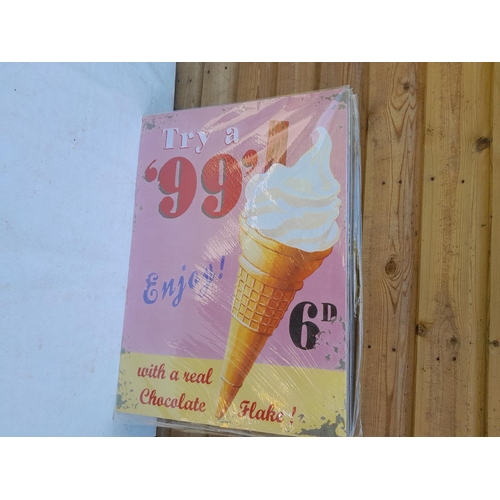 Try a
‘99’
Enjoy!
6D
with a real
Chocolate Flake!